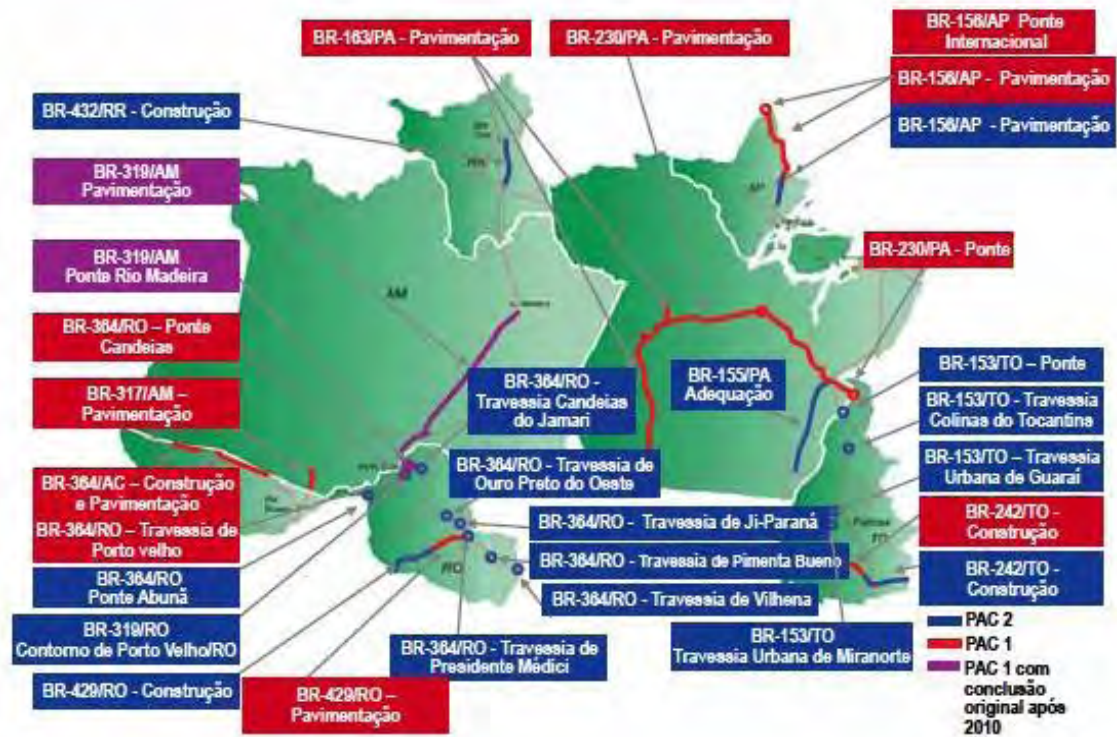 BR-163/PA - Pavimentação
BR-230/PA - Pavimentação
BR-156/AP Ponte
Internacional
BR-156/AP - Pavimentação
BR-156/AP - Pavimentação
BR-432/RR - Construção
BR-319/AM
Pavimentação
BR-319/AM
Ponte Rio Madeira
BR-364/RO – Ponte
Candeias
BR-317/AM –
Pavimentação
BR-364/AC – Construção
e Pavimentação
BR-364/RO – Travessia de
Porto velho
BR-364/RO
Ponte Abunã
BR-319/RO
Contorno de Porto Velho/RO
BR-429/RO - Construção
BR-429/RO –
Pavimentação
BR-364/RO - Travessia de
Presidente Médici
BR-364/RO -
Travessia Candeias
do Jamari
BR-364/RO - Travessia de
Ouro Preto do Oeste
BR-364/RO - Travessia de Ji-Paraná
BR-364/RO - Travessia de Pimenta Bueno
BR-364/RO - Travessia de Vilhena
BR-155/PA
Adequação
BR-230/PA - Ponte
BR-153/TO – Ponte
BR-153/TO - Travessia
Colinas do Tocantins
BR-153/TO – Travessia
Urbana de Guaraí
BR-242/TO -
Construção
BR-242/TO -
Construção
BR-153/TO
Travessia Urbana de Miranorte
AM
AP
RO
Palmas
TO
PAC 2
PAC 1
PAC 1 com
conclusão
original após
2010